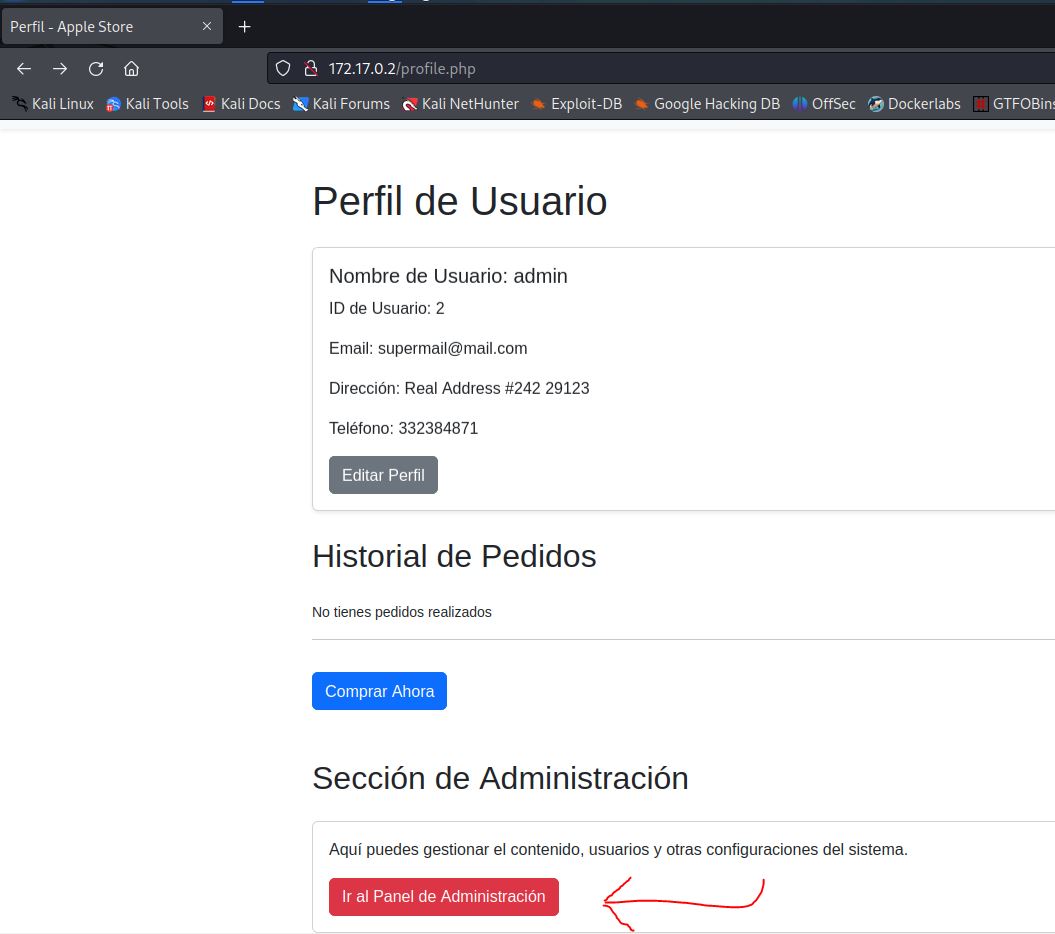 Perfil - Apple Store
172.17.0.2/profile.php
Kali Linux Kali Tools Kali Docs Kali Forums Kali NetHunter Exploit-DB Google Hacking DB OffSec Dockerlabs GTFOBins
Perfil de Usuario
Nombre de Usuario: admin
ID de Usuario: 2
Email: supermail@mail.com
Dirección: Real Address #242 29123
Teléfono: 332384871
Editar Perfil
Historial de Pedidos
No tienes pedidos realizados
Comprar Ahora
Sección de Administración
Aquí puedes gestionar el contenido, usuarios y otras configuraciones del sistema.
Ir al Panel de Administración